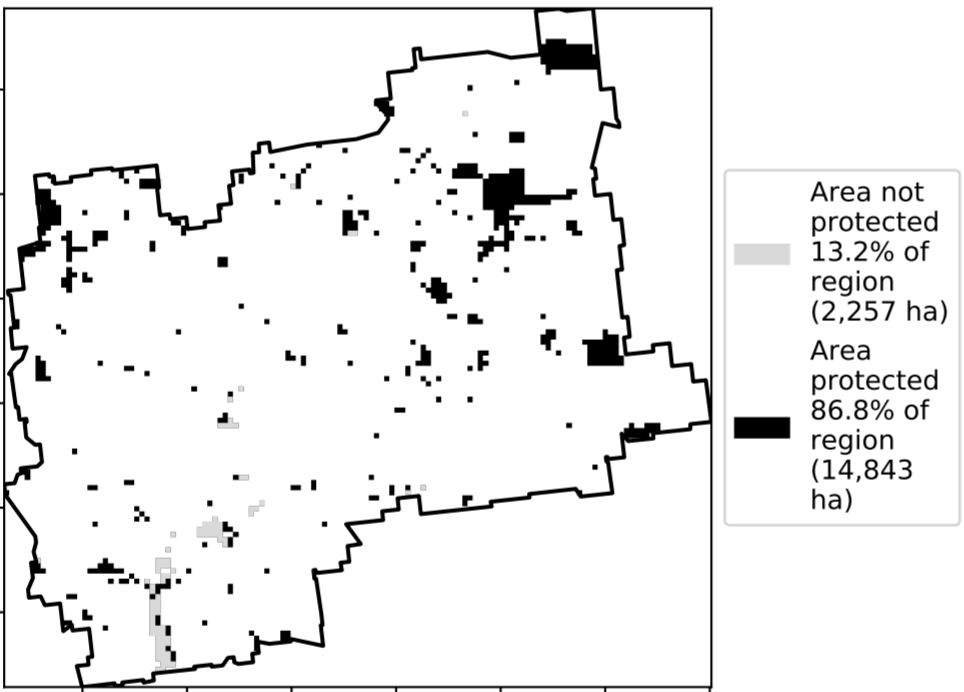 Area not
protected
13.2% of
region
(2,257 ha)
Area
protected
86.8% of
region
(14,843
ha)